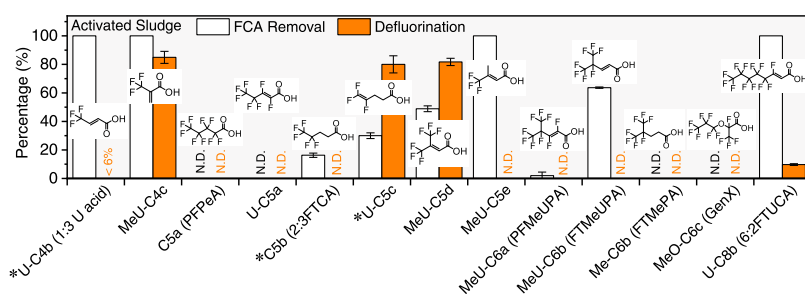 Activated Sludge FCA Removal Defluorination
Percentage (%)
100
80
60
40
20
0
<6%
N.D.
N.D.
N.D.
N.D.
N.D.
N.D.
N.D.
N.D.
N.D.
N.D.
N.D.
N.D.
*U-C4b (1:3 U acid)
MeU-C4c
C5a (PFPeA)
U-C5a
*C5b (2:3FTCA)
*U-C5c
MeU-C5d
MeU-C5e
MeU-C6a (PFMeUPA)
MeU-C6b (FTMeUPA)
Me-C6b (FTMePA)
MeO-C6c (GenX)
U-C8b (6:2FTUCA)